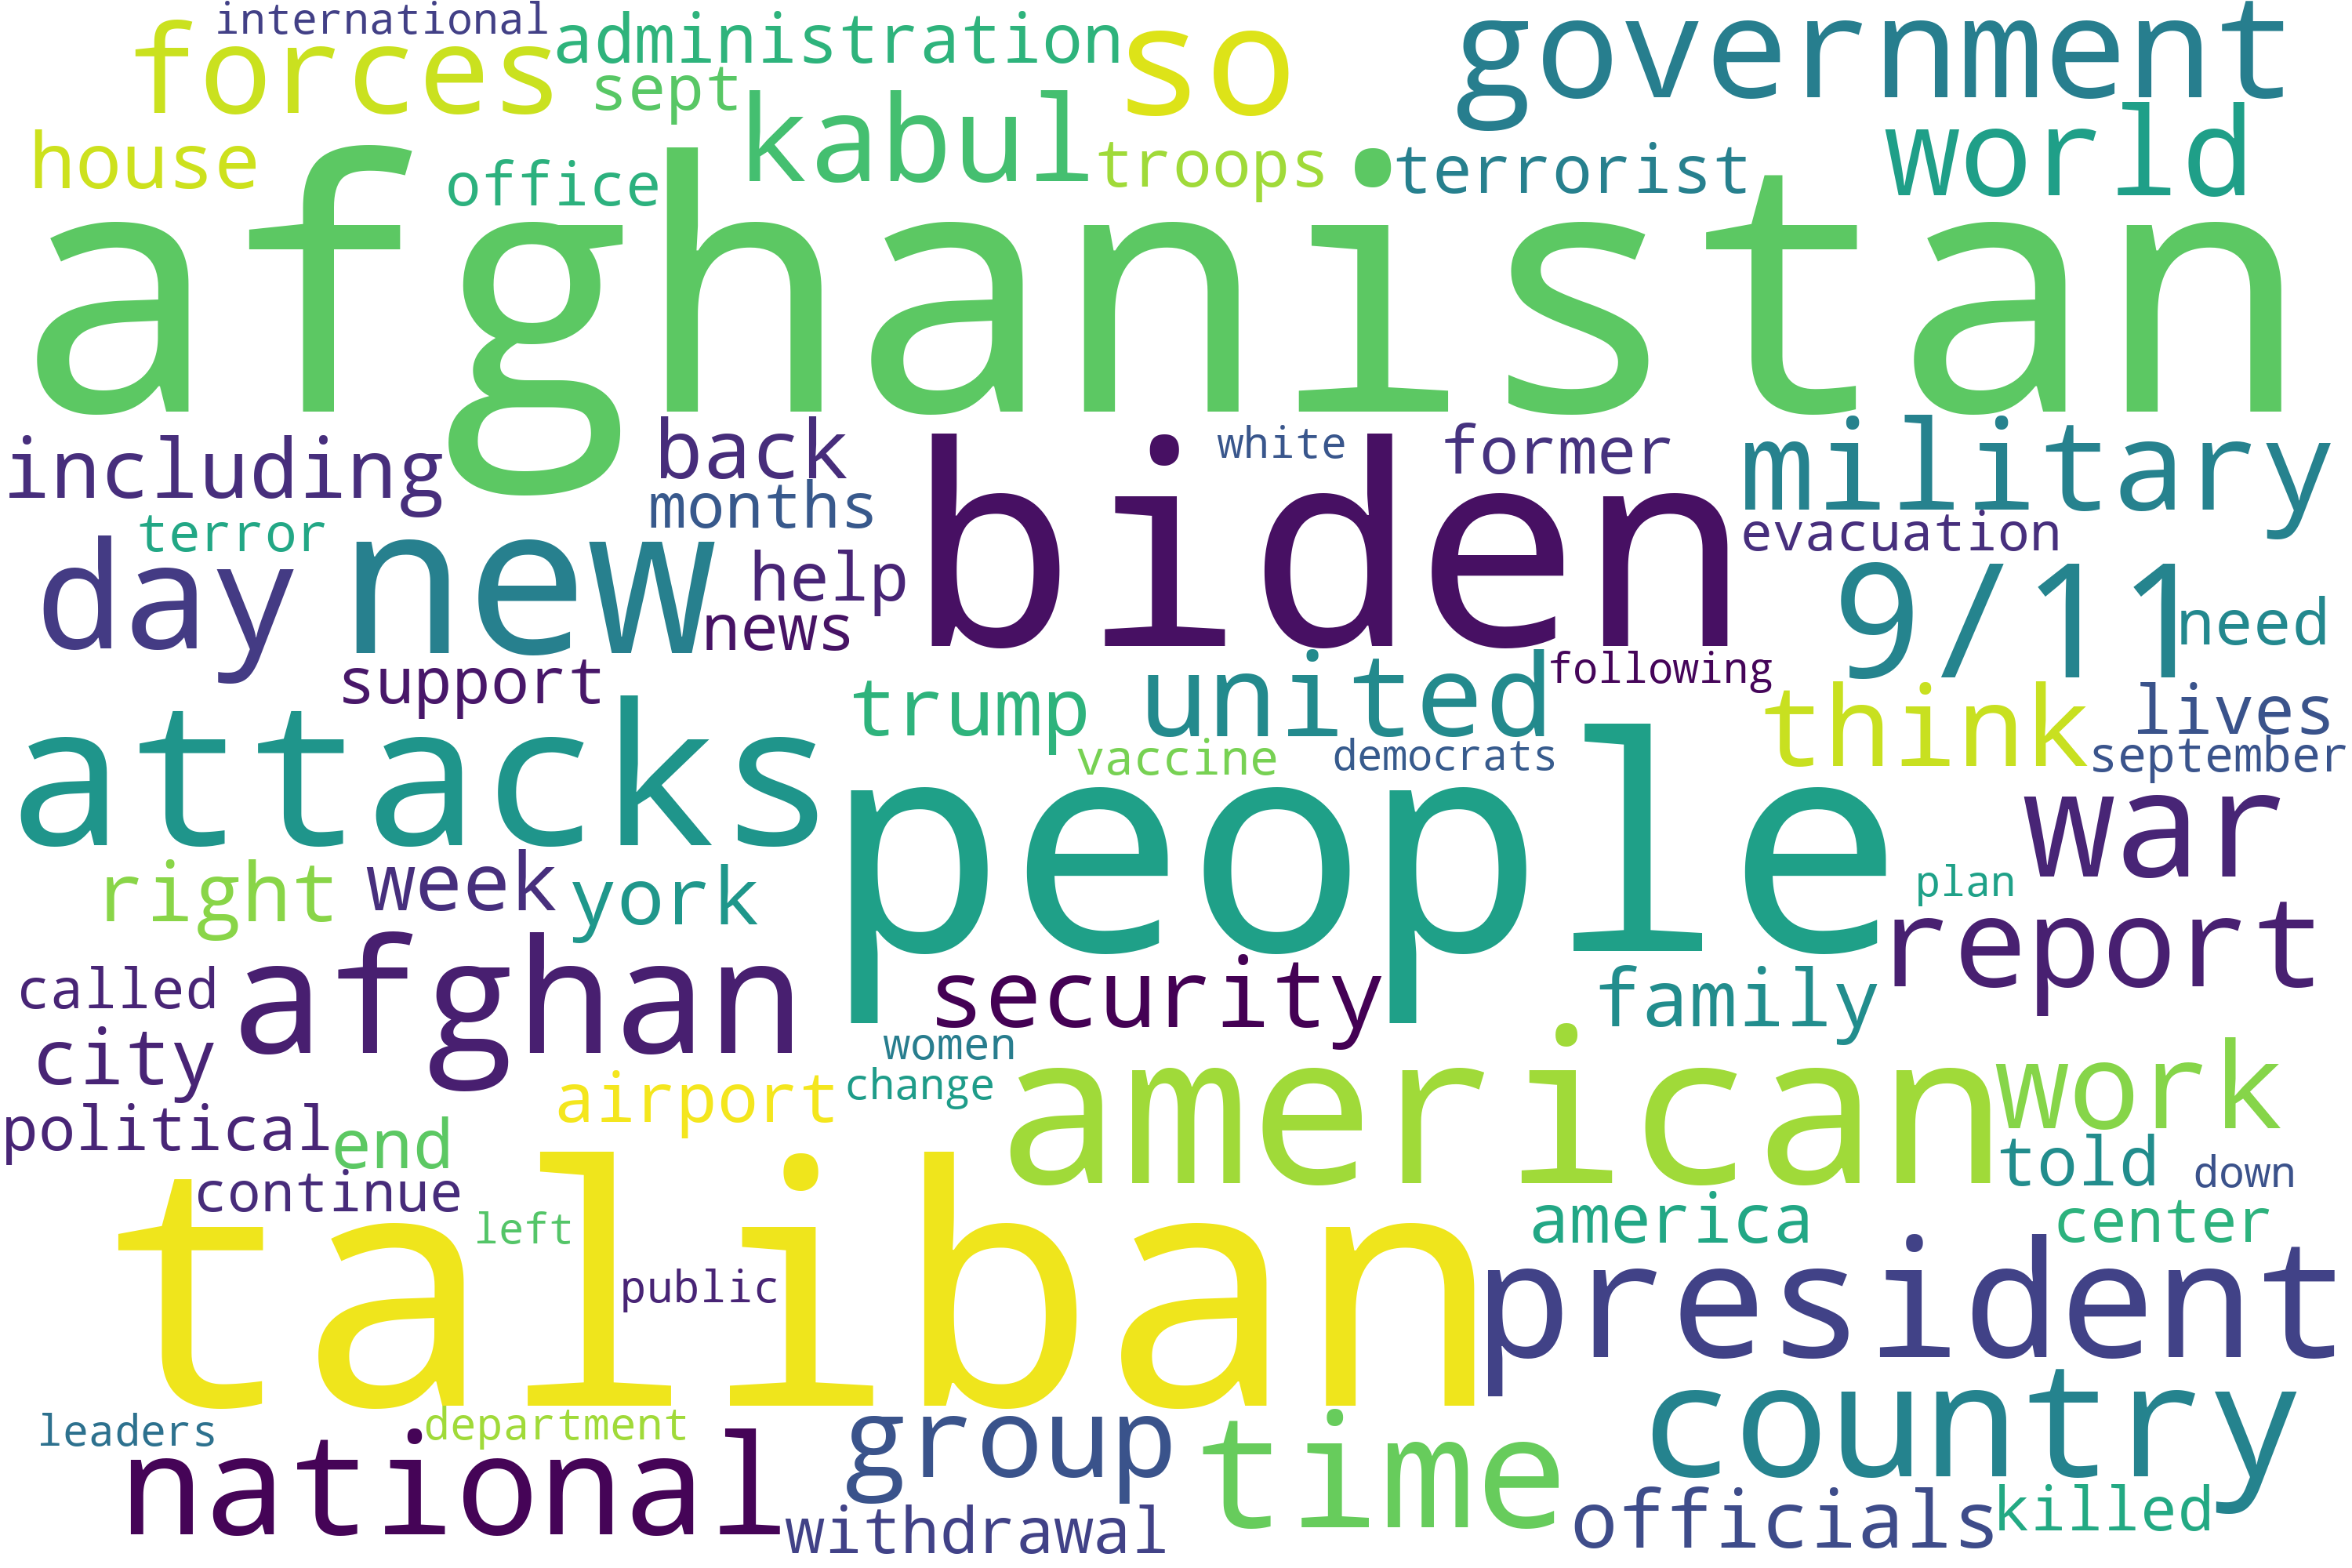 international
administration
forces
so
government
sept
kabul
world
house
office
troops
terrorist
afghanistan
including
back
white
former
military
months
biden
terror
day
new
help
evacuation
9/11
news
need
support
trump
united
following
think
lives
attacks
vaccine
democrats
september
people
war
right
week
york
plan
report
called
afghan
security
family
city
women
airport
change
american
work
political
end
told
down
continue
taliban
left
america
center
public
president
leaders
department
group
time
country
national
withdrawal
officials
killed